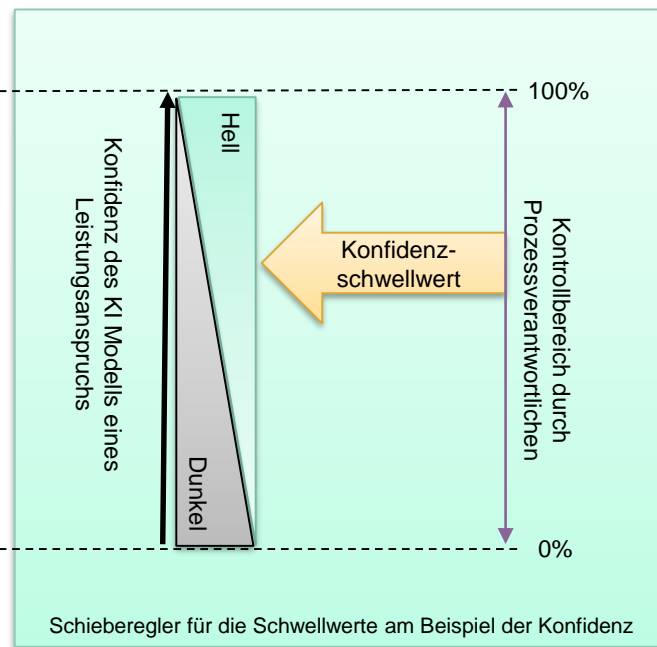 100%
Hell
Konfidenz des KI Modells eines
Leistungsanspruchs
Konfidenz-
schwellwert
Kontrollbereich durch
Prozessverantwortlichen
Dunkel
0%
Schieberegler für die Schwellwerte am Beispiel der Konfidenz